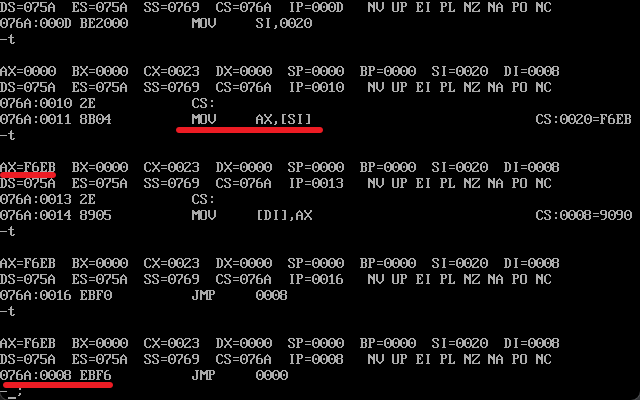 DS=075A  ES=075A  SS=0769  CS=076A  IP=000D   NV UP EI PL NZ NA PO NC
076A:000D BE2000        MOV     SI,0020
-t
AX=0000  BX=0000  CX=0023  DX=0000  SP=0000  BP=0000  SI=0020  DI=0008
DS=075A  ES=075A  SS=0769  CS=076A  IP=0010   NV UP EI PL NZ NA PO NC
076A:0010 2E            CS:
076A:0011 8B04          MOV     AX,[SI]                            CS:0020=F6EB
-t
AX=F6EB  BX=0000  CX=0023  DX=0000  SP=0000  BP=0000  SI=0020  DI=0008
DS=075A  ES=075A  SS=0769  CS=076A  IP=0013   NV UP EI PL NZ NA PO NC
076A:0013 2E            CS:
076A:0014 8905          MOV     [DI],AX                            CS:0008=9090
-t
AX=F6EB  BX=0000  CX=0023  DX=0000  SP=0000  BP=0000  SI=0020  DI=0008
DS=075A  ES=075A  SS=0769  CS=076A  IP=0016   NV UP EI PL NZ NA PO NC
076A:0016 EBF0          JMP     0008
-t
AX=F6EB  BX=0000  CX=0023  DX=0000  SP=0000  BP=0000  SI=0020  DI=0008
DS=075A  ES=075A  SS=0769  CS=076A  IP=0008   NV UP EI PL NZ NA PO NC
076A:0008 EBF6          JMP     0000
-_;